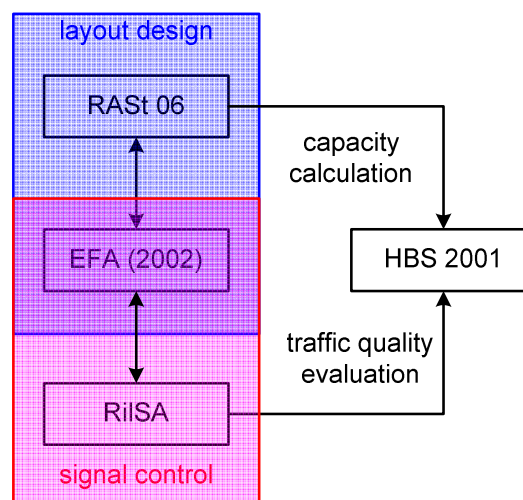 layout design
RASt 06
capacity
calculation
EFA (2002)
HBS 2001
traffic quality
evaluation
RilSA
signal control